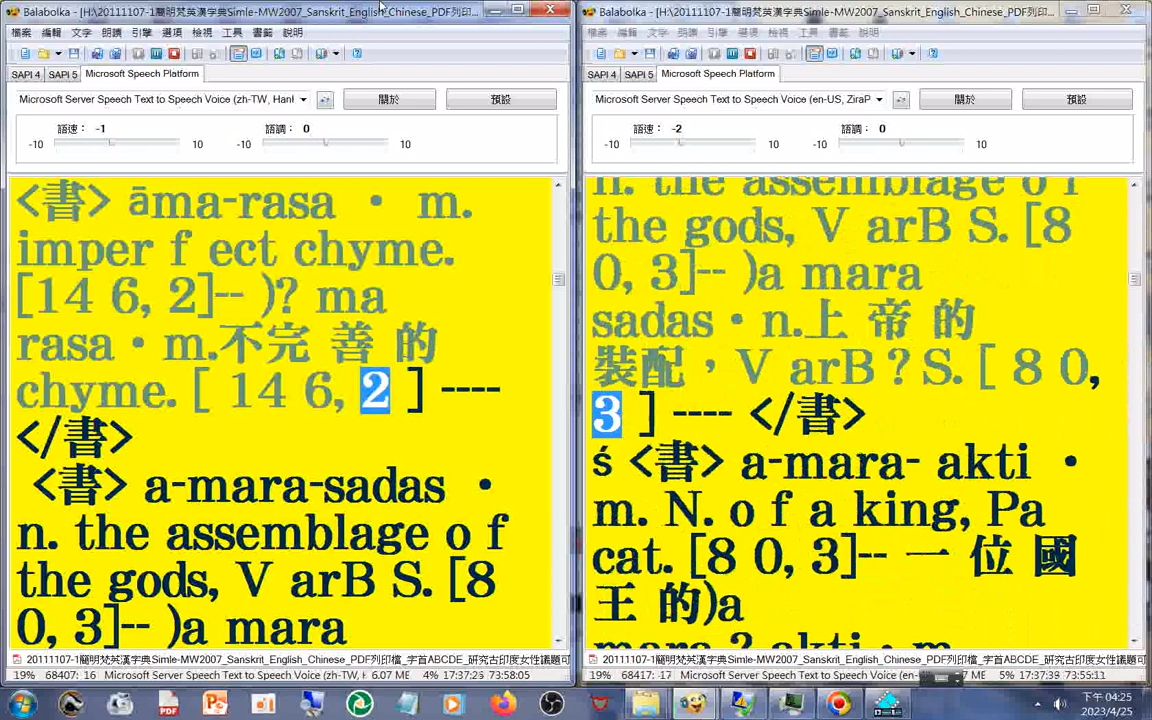 Balabolka - [H:\20111107-1簡明梵英漢字典Simle-MW2007_Sanskrit_English_Chinese_PDF列印...
檔案 編輯 文字 朗讀 引擎 選項 檢視 工具 書籤 說明
SAPI 4 SAPI 5 Microsoft Speech Platform
Microsoft Server Speech Text to Speech Voice (zh-TW, Hanl
關於
預設
語速： -1
語調： 0
-10 10 -10 10
<書> āma-rasa • m.
imper f ect chyme.
[14 6, 2]-- )? ma
rasa • m.不完 善 的
chyme. [ 14 6, 2 ] ----
</書>
<書> a-mara-sadas •
n. the assemblage o f
the gods, V arB S. [8
0, 3]-- )a mara
20111107-1簡明梵英漢字典Simle-MW2007_Sanskrit_English_Chinese_PDF列印檔_字首ABCDE_研究古印度女性議題可
19% 68407: 16 Microsoft Server Speech Text to Speech Voice (zh-TW, H 6.07 ME 4% 17:37:23/73:58:05
Balabolka - [H:\20111107-1簡明梵英漢字典Simle-MW2007_Sanskrit_English_Chinese_PDF列印...
檔案 編輯 文字 朗讀 引擎 選項 檢視 工具 書籤 說明
SAPI 4 SAPI 5 Microsoft Speech Platform
Microsoft Server Speech Text to Speech Voice (en-US, ZiraP
關於
預設
語速： -2
語調： 0
-10 10 -10 10
n. the assemblage o f
the gods, V arB S. [8
0, 3]-- )a mara
sadas • n.上 帝 的
裝配，V arB ? S. [ 8 0,
3 ] ---- </書>
ś <書> a-mara- akti •
m. N. o f a king, Pa
cat. [8 0, 3]-- 一 位 國
王 的)a
mara ? akti • m
20111107-1簡明梵英漢字典Simle-MW2007_Sanskrit_English_Chinese_PDF列印檔_字首ABCDE_研究古印度女性議題可
19% 68417: 17 Microsoft Server Speech Text to Speech Voice 5% 17:37:39/73:55:11
下午 04:25
2023/4/25